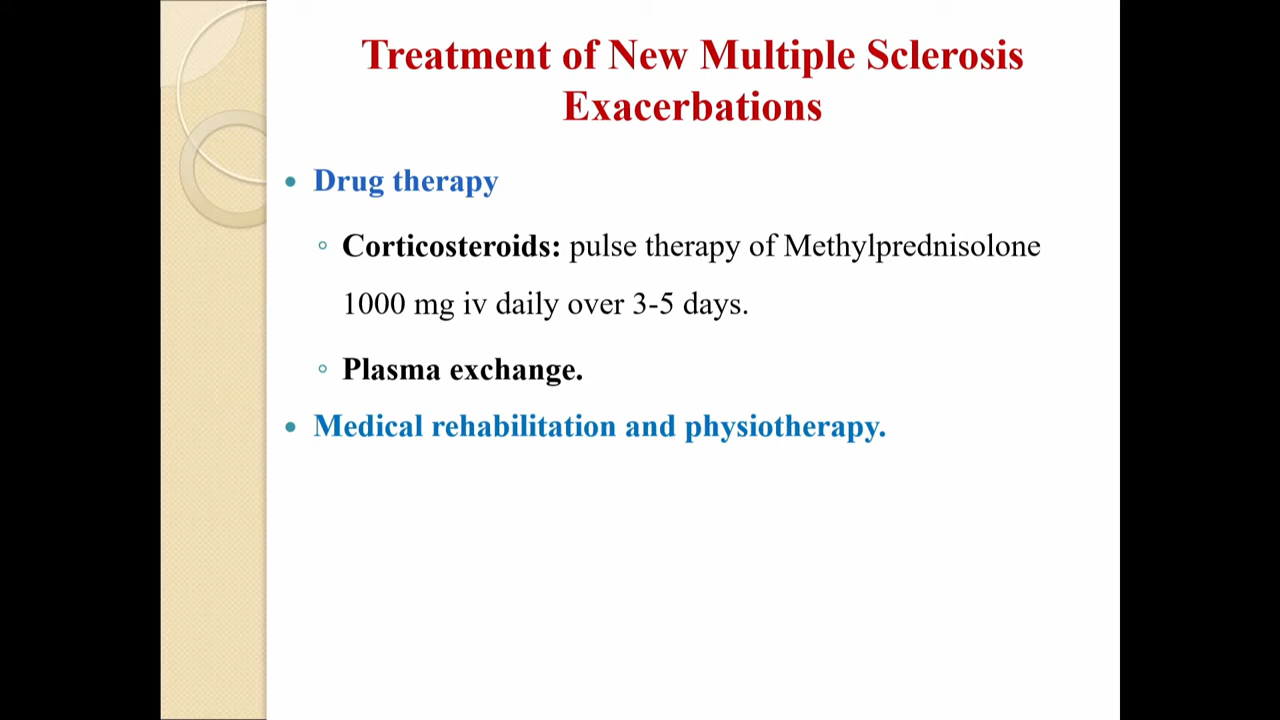 Treatment of New Multiple Sclerosis
Exacerbations
• Drug therapy
◦ Corticosteroids: pulse therapy of Methylprednisolone
1000 mg iv daily over 3-5 days.
◦ Plasma exchange.
• Medical rehabilitation and physiotherapy.